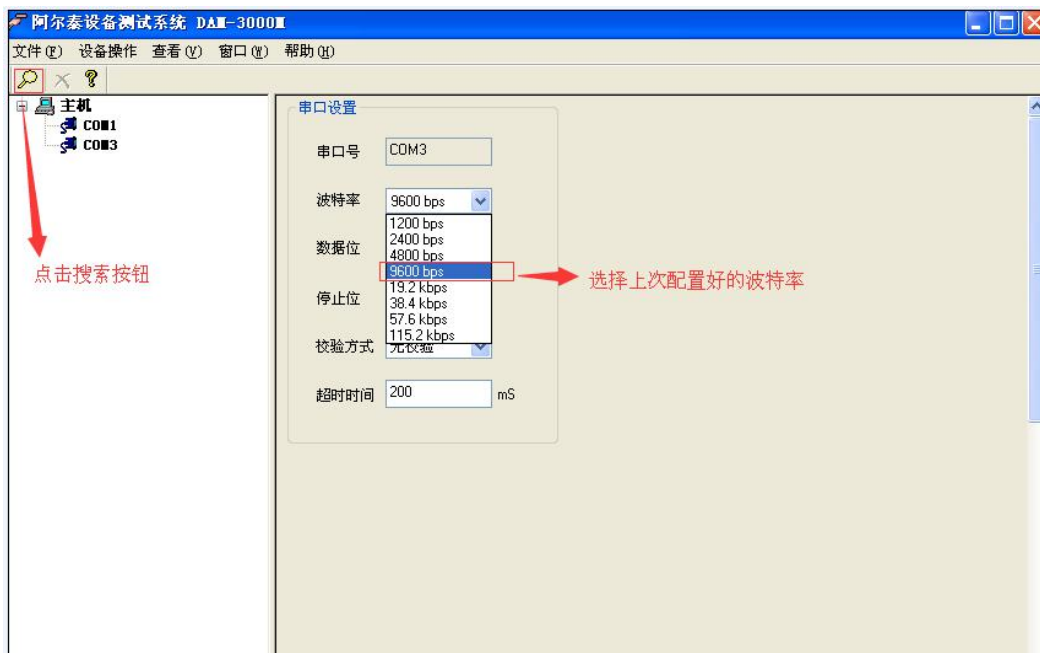 阿尔泰设备测试系统 DAM-3000M
文件(F) 设备操作 查看(V) 窗口(W) 帮助(H)
主机
COM1
COM3
点击搜索按钮
串口设置
串口号 COM3
波特率 9600 bps
1200 bps
2400 bps
数据位
4800 bps
9600 bps
选择上次配置好的波特率
19.2 kbps
停止位
38.4 kbps
57.6 kbps
115.2 kbps
校验方式 无校验
超时时间 200 mS